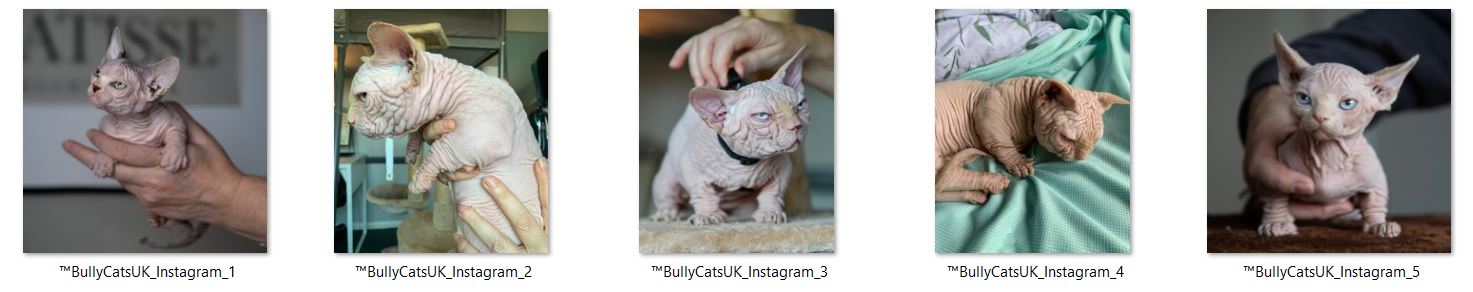 ATISSE
™BullyCatsUK_Instagram_1
™BullyCatsUK_Instagram_2
™BullyCatsUK_Instagram_3
™BullyCatsUK_Instagram_4
™BullyCatsUK_Instagram_5